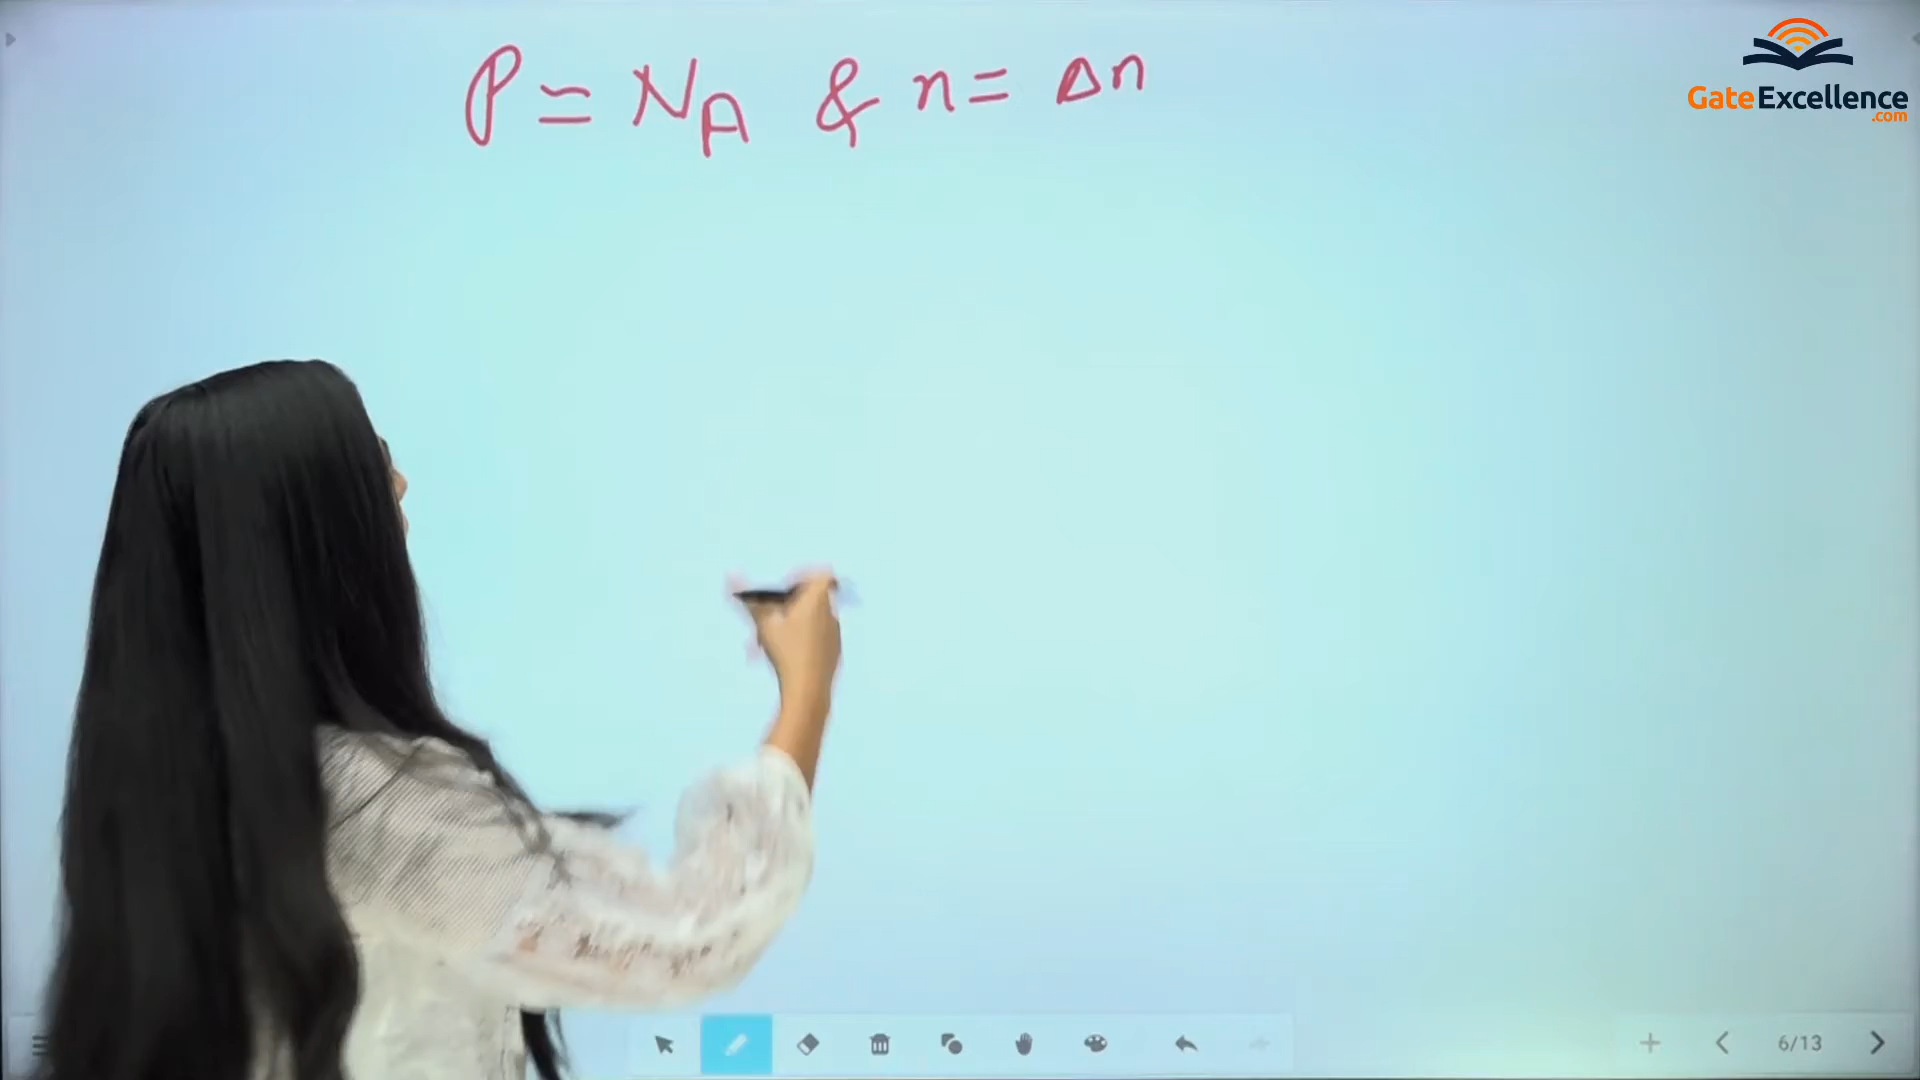 P ≃ N_A & n = Δn
GateExcellence
.com
6/13